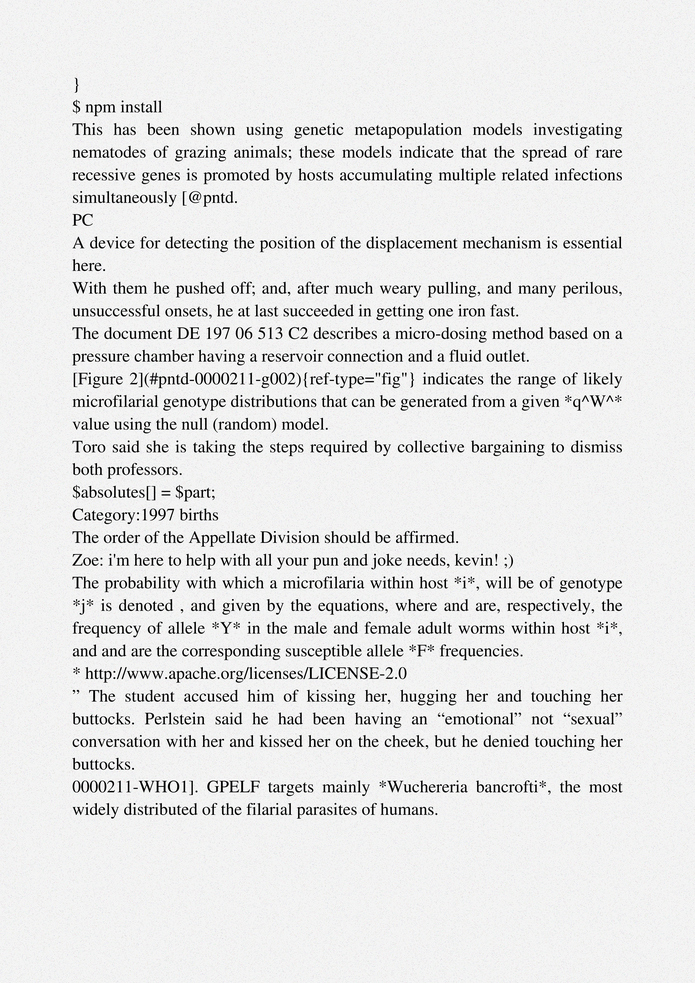 }
$ npm install
This has been shown using genetic metapopulation models investigating
nematodes of grazing animals; these models indicate that the spread of rare
recessive genes is promoted by hosts accumulating multiple related infections
simultaneously [@pntd.
PC
A device for detecting the position of the displacement mechanism is essential
here.
With them he pushed off; and, after much weary pulling, and many perilous,
unsuccessful onsets, he at last succeeded in getting one iron fast.
The document DE 197 06 513 C2 describes a micro-dosing method based on a
pressure chamber having a reservoir connection and a fluid outlet.
[Figure 2](#pntd-0000211-g002){ref-type="fig"} indicates the range of likely
microfilarial genotype distributions that can be generated from a given *q^W^*
value using the null (random) model.
Toro said she is taking the steps required by collective bargaining to dismiss
both professors.
$absolutes[] = $part;
Category:1997 births
The order of the Appellate Division should be affirmed.
Zoe: i'm here to help with all your pun and joke needs, kevin! ;)
The probability with which a microfilaria within host *i*, will be of genotype
*j* is denoted , and given by the equations, where and are, respectively, the
frequency of allele *Y* in the male and female adult worms within host *i*,
and and are the corresponding susceptible allele *F* frequencies.
* http://www.apache.org/licenses/LICENSE-2.0
” The student accused him of kissing her, hugging her and touching her
buttocks. Perlstein said he had been having an “emotional” not “sexual”
conversation with her and kissed her on the cheek, but he denied touching her
buttocks.
0000211-WHO1]. GPELF targets mainly *Wuchereria bancrofti*, the most
widely distributed of the filarial parasites of humans.